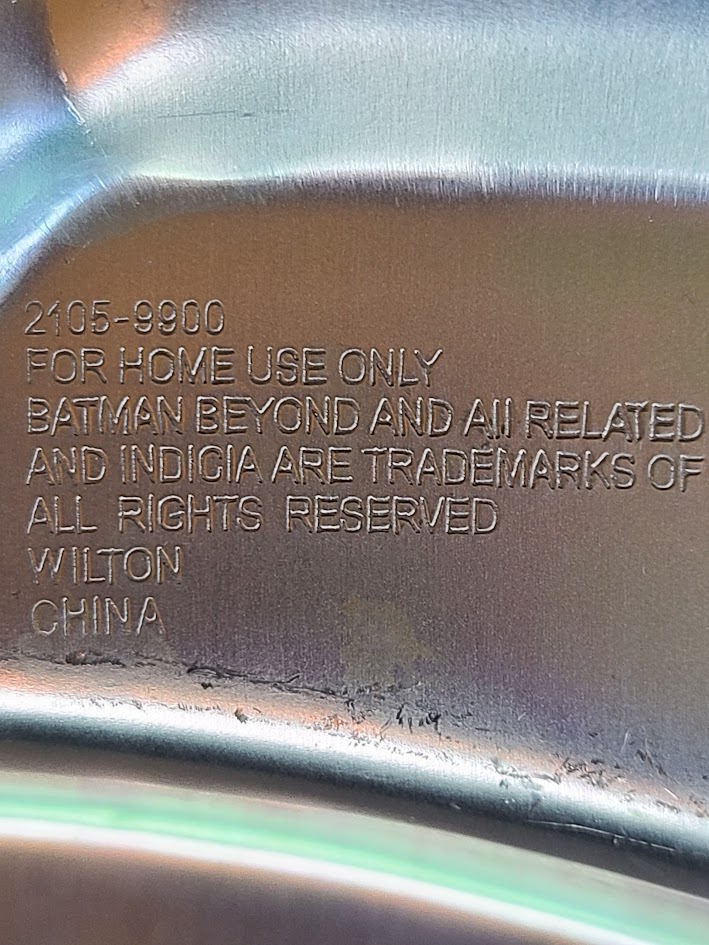 2105-9900
FOR HOME USE ONLY
BATMAN BEYOND AND All RELATED
AND INDICIA ARE TRADEMARKS OF
ALL RIGHTS RESERVED
WILTON
CHINA